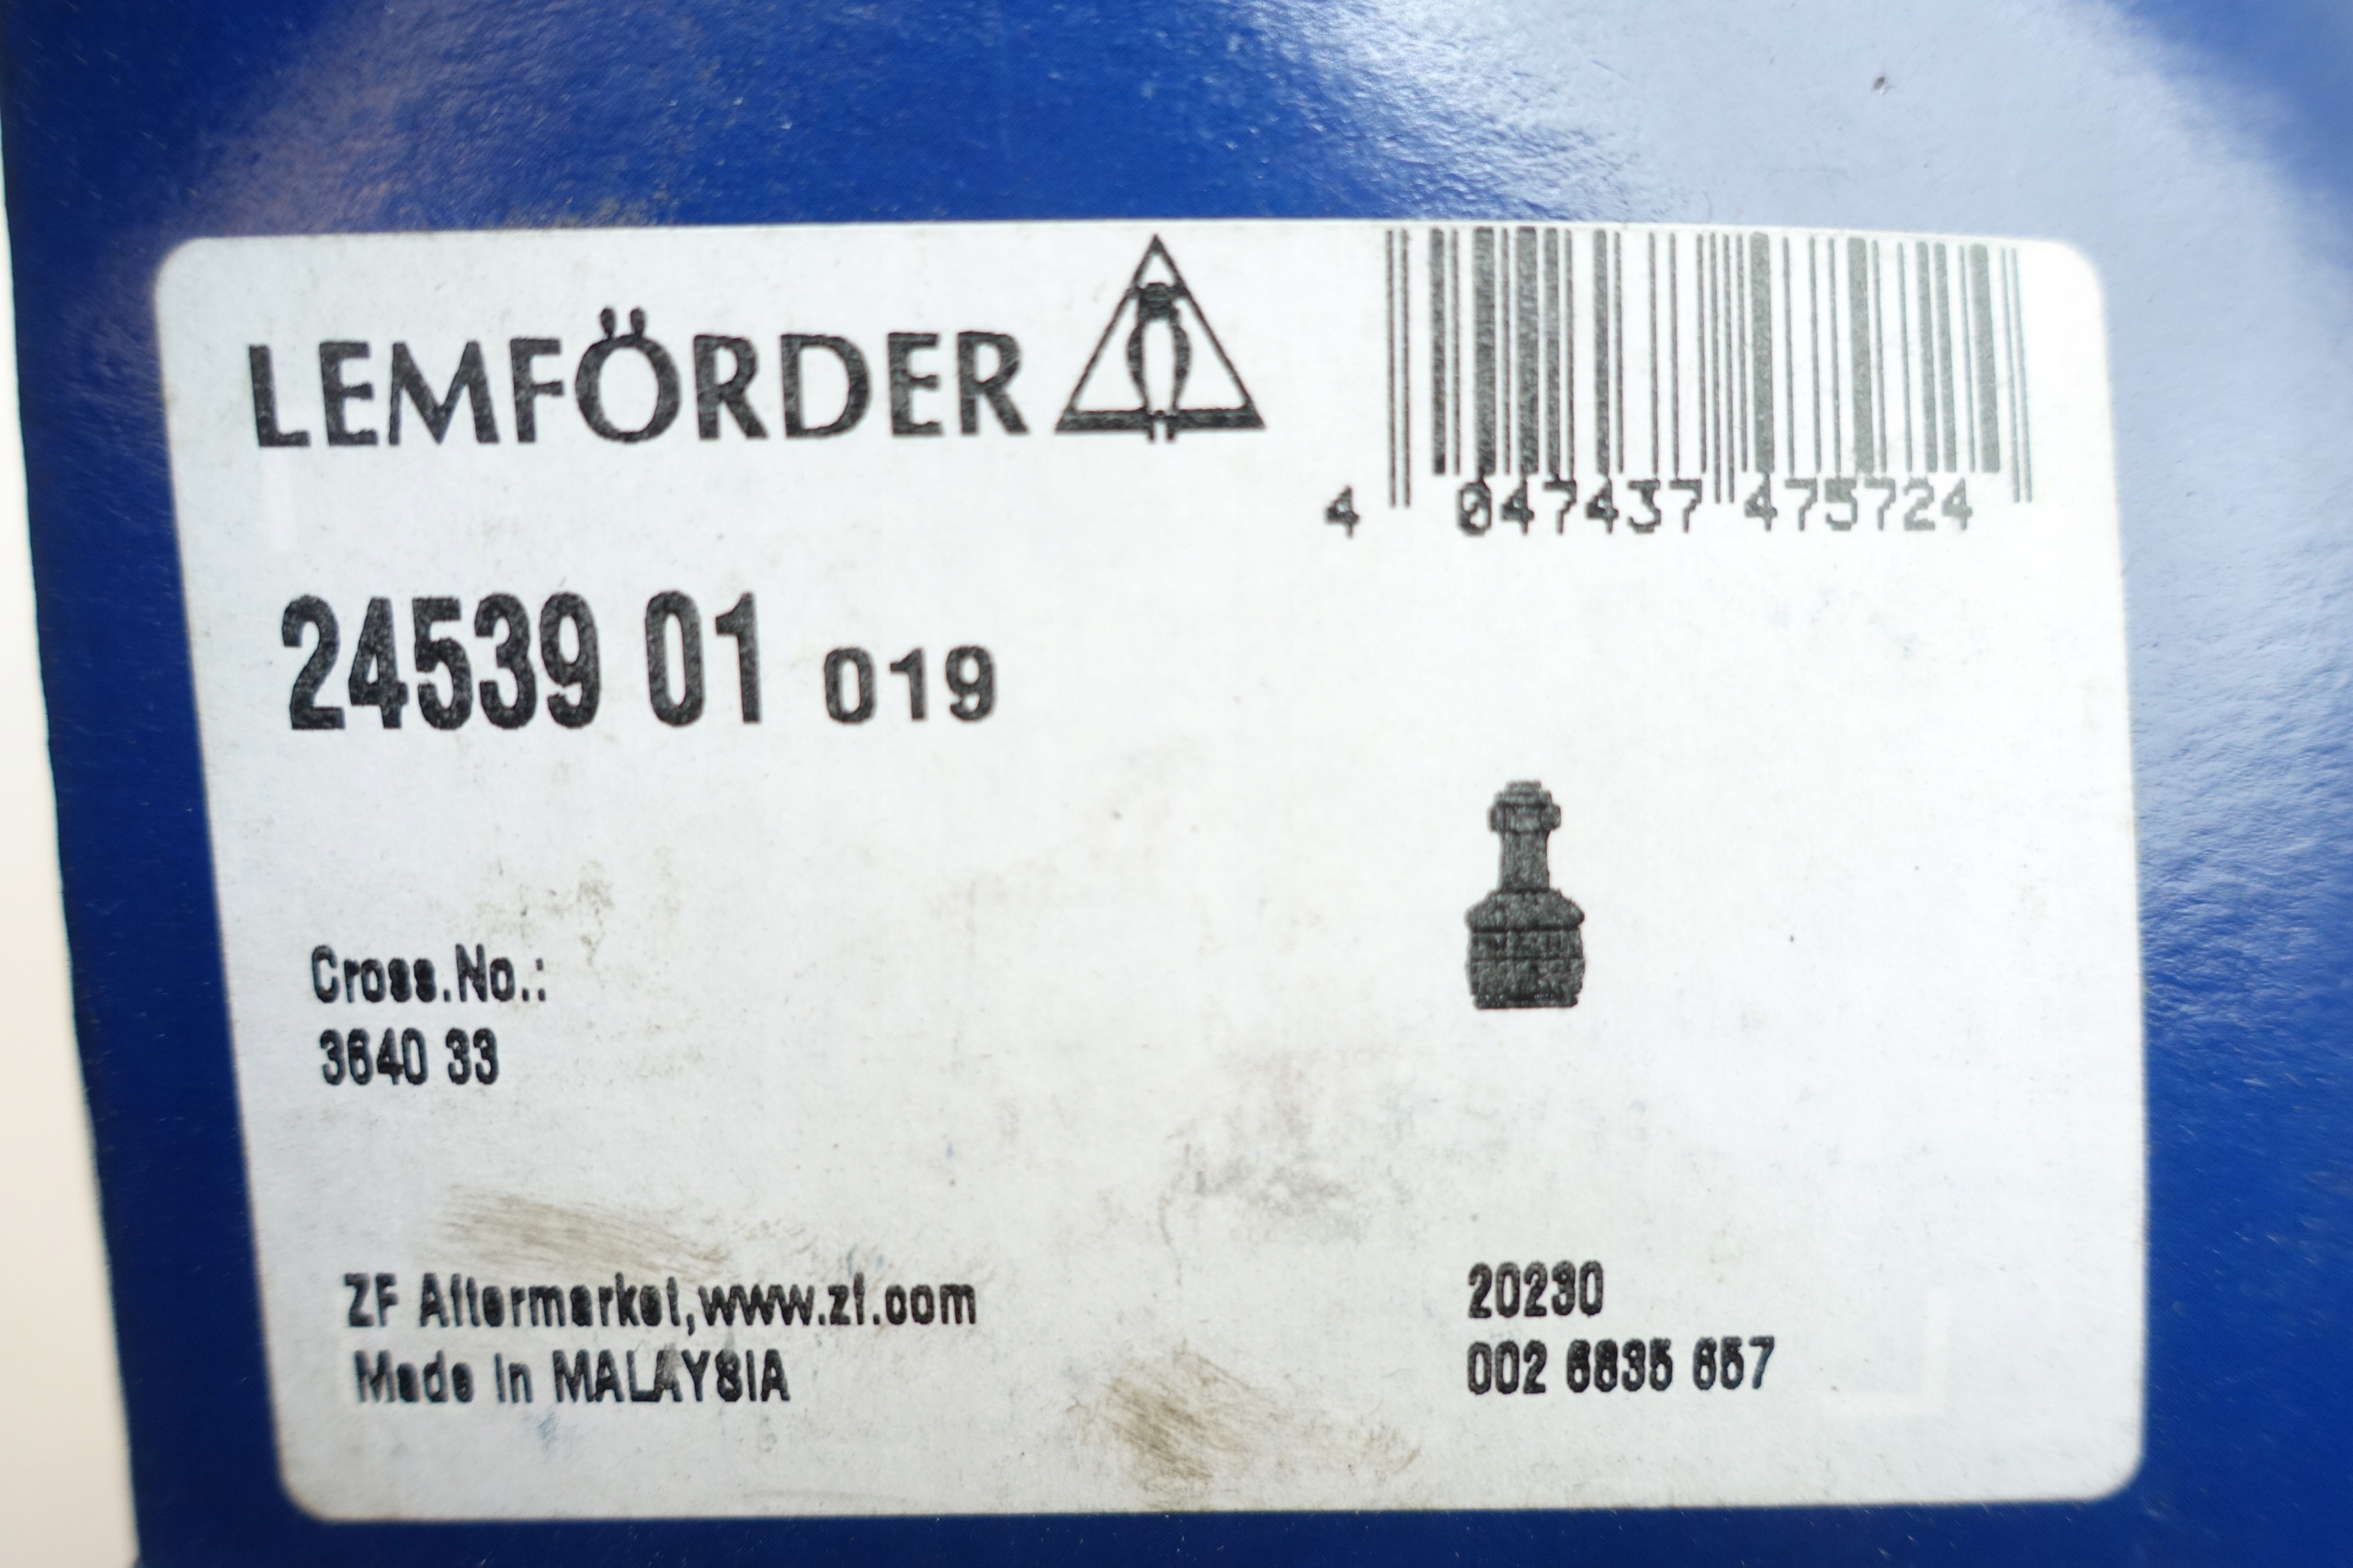 LEMFÖRDER
4 047437 475724
24539 01 019
Cross.No.:
3640 33
ZF Aftermarket,www.zf.com
Made in MALAYSIA
20230
002 6835 657